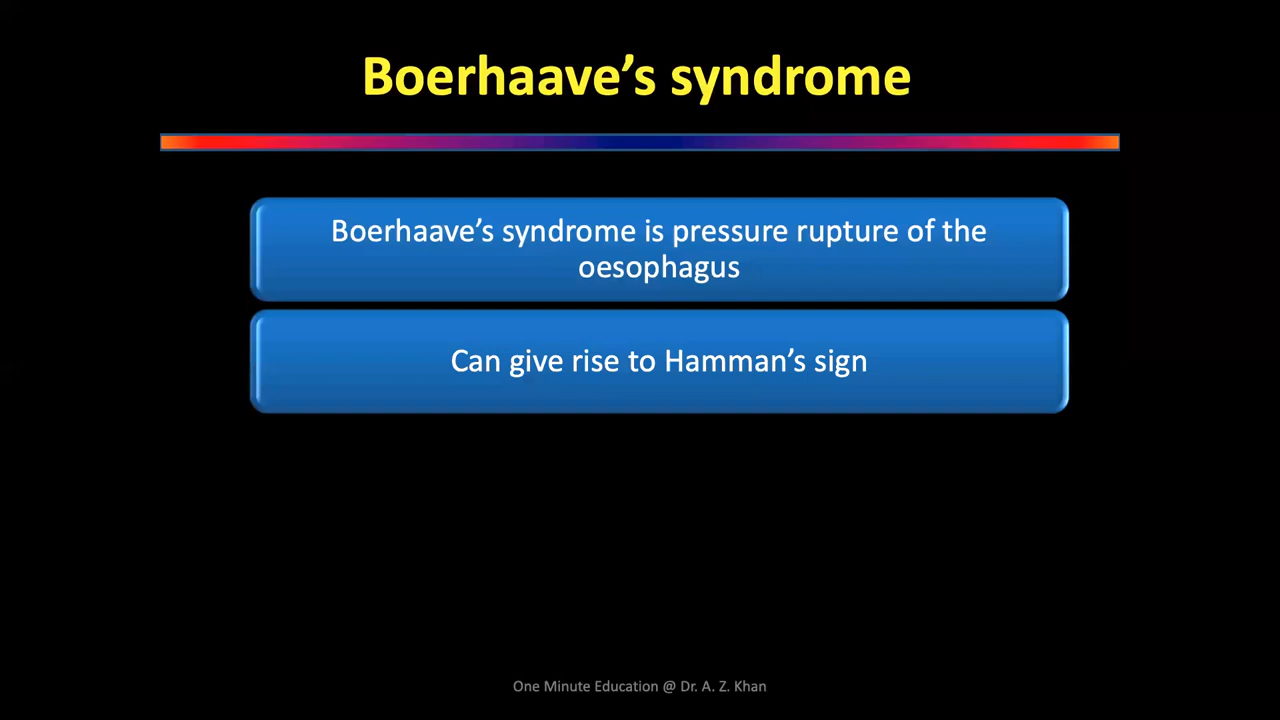 Boerhaave’s syndrome
Boerhaave’s syndrome is pressure rupture of the
oesophagus
Can give rise to Hamman’s sign
One Minute Education @ Dr. A. Z. Khan